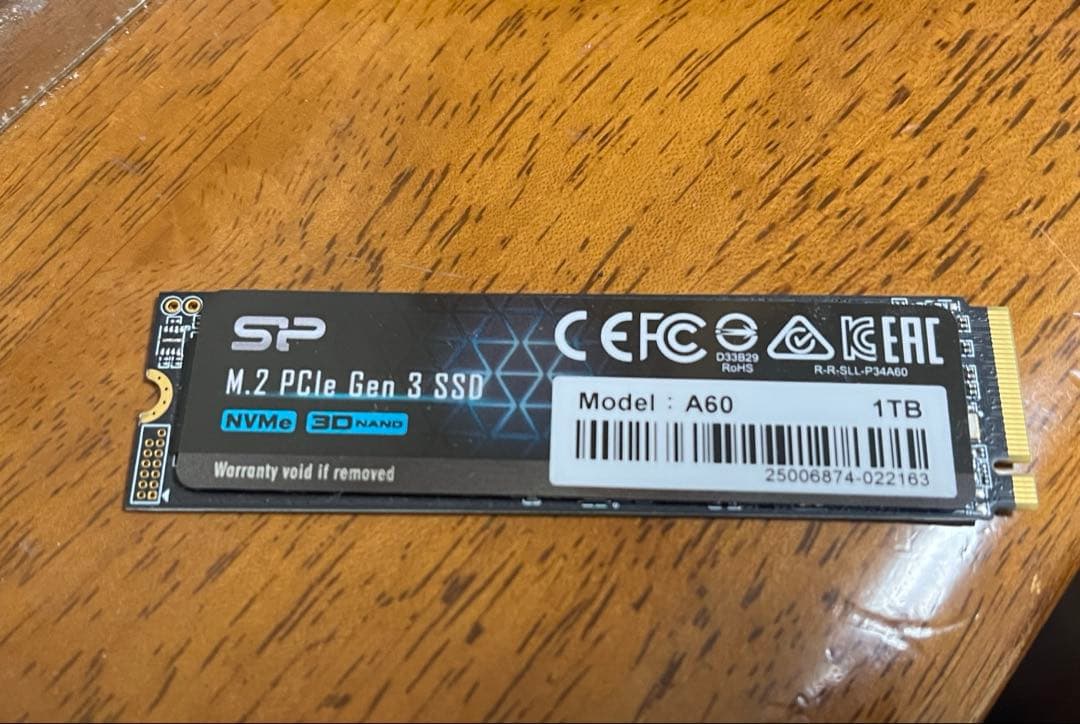 SP
M.2 PCIe Gen 3 SSD
NVMe 3D NAND
Warranty void if removed
CE FC
D33B29
RoHS
R-R-SLL-P34A60
EAC
Model : A60 1TB
25006874-022163